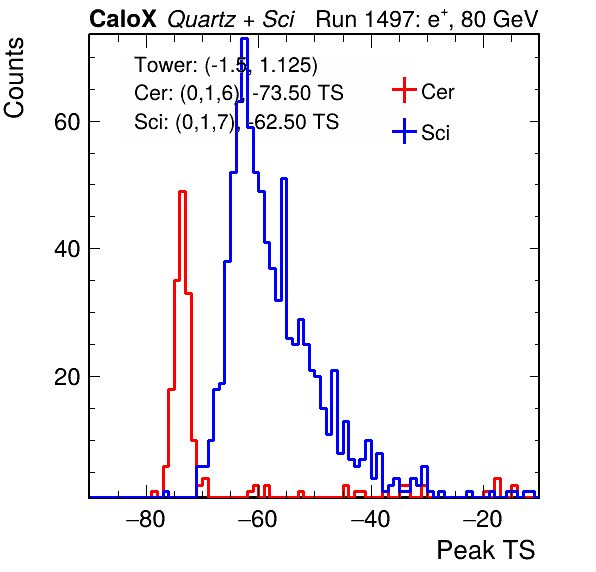 CaloX Quartz + Sci Run 1497: e+, 80 GeV
Counts
Tower: (-1.5, 1.125)
Cer: (0,1,6), -73.50 TS
Sci: (0,1,7), -62.50 TS
Cer
Sci
60
40
20
−80 −60 −40 −20
Peak TS